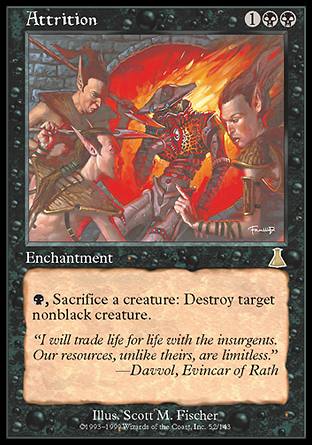 Attrition 1
Enchantment
, Sacrifice a creature: Destroy target
nonblack creature.
"I will trade life for life with the insurgents.
Our resources, unlike theirs, are limitless."
—Davvol, Evincar of Rath
Illus. Scott M. Fischer
©1993–1999 Wizards of the Coast, Inc. 52/143